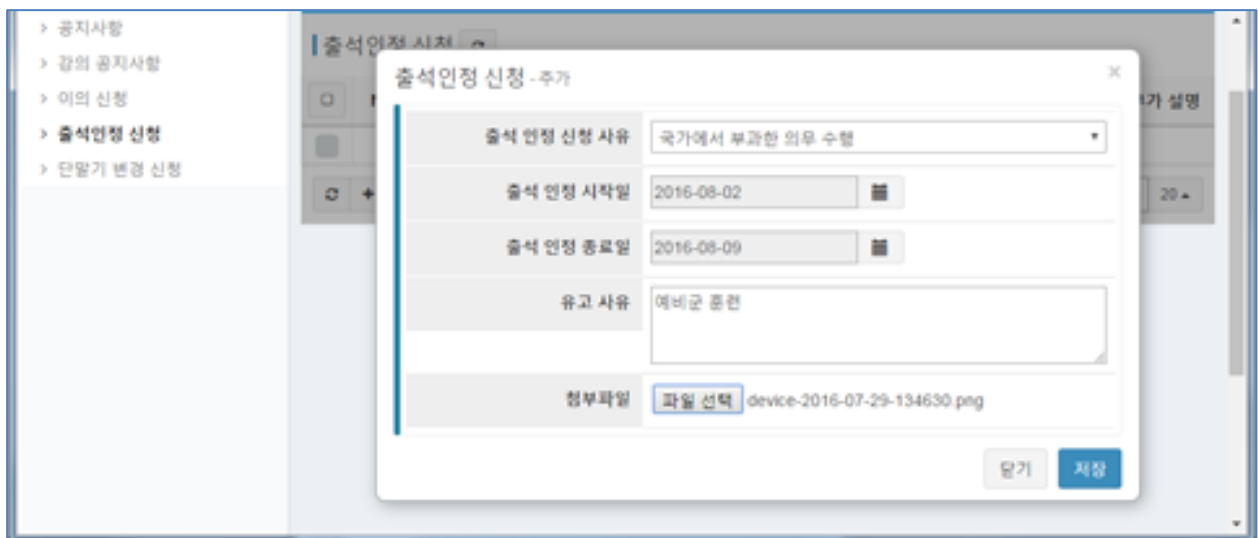 > 공지사항
> 강의 공지사항
> 이의 신청
> 출석인정 신청
> 단말기 변경 신청
출석인정 신청
출석인정 신청 - 추가
×
출석 인정 신청 사유 국가에서 부과한 의무 수행
출석 인정 시작일 2016-08-02
출석 인정 종료일 2016-08-09
유고 사유 예비군 훈련
첨부파일 파일 선택 device-2016-07-29-134630.png
닫기 저장
설명
20